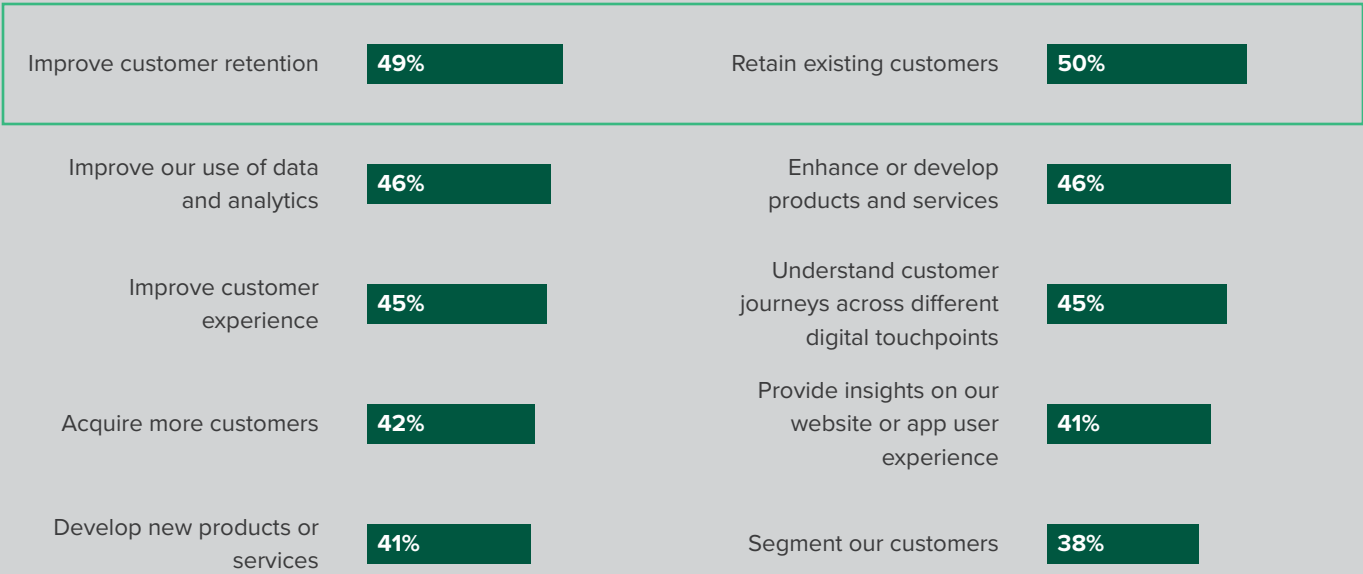 Improve customer retention
49%
Improve our use of data
and analytics
46%
Improve customer
experience
45%
Acquire more customers
42%
Develop new products or
services
41%
Retain existing customers
50%
Enhance or develop
products and services
46%
Understand customer
journeys across different
digital touchpoints
45%
Provide insights on our
website or app user
experience
41%
Segment our customers
38%